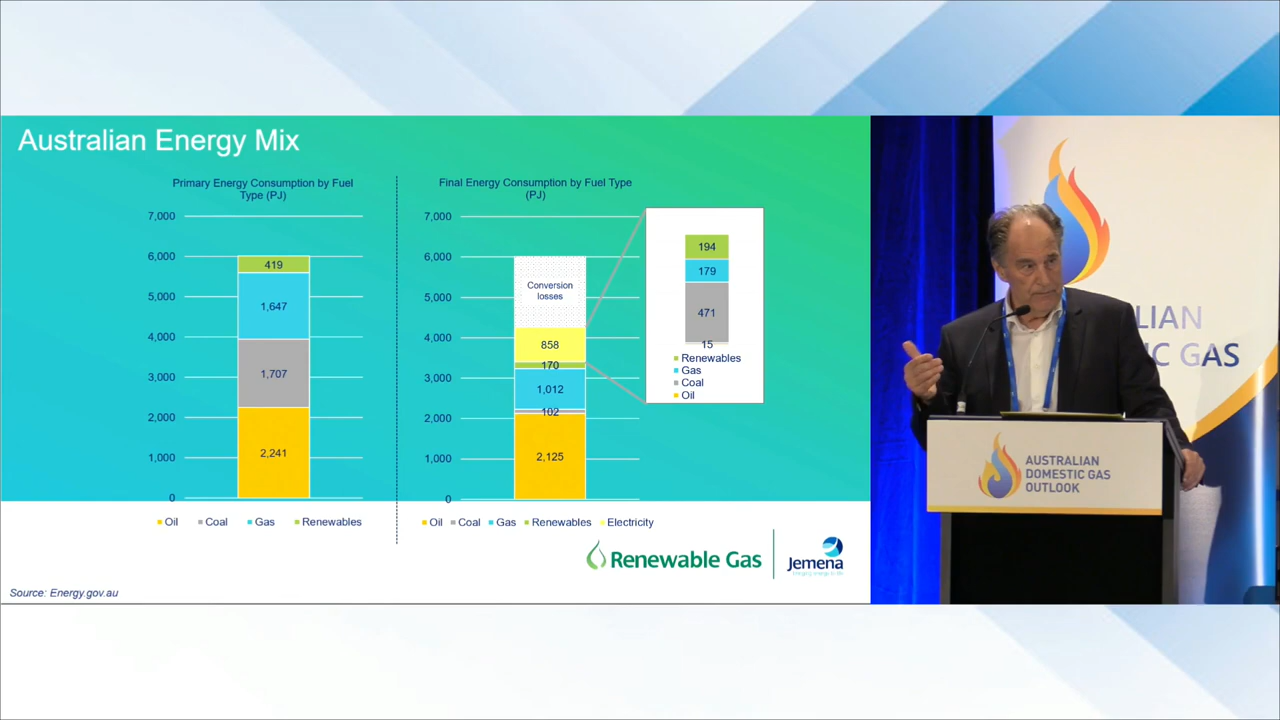 Australian Energy Mix
Primary Energy Consumption by Fuel
Type (PJ)
7,000
6,000
5,000
4,000
3,000
2,000
1,000
0
419
1,647
1,707
2,241
Oil
Coal
Gas
Renewables
Final Energy Consumption by Fuel Type
(PJ)
7,000
6,000
5,000
4,000
3,000
2,000
1,000
0
Conversion
losses
858
170
1,012
102
2,125
194
179
471
15
Renewables
Gas
Coal
Oil
Oil
Coal
Gas
Renewables
Electricity
Renewable Gas
Jemena
Source: Energy.gov.au
LIAN
C GAS
AUSTRALIAN
DOMESTIC GAS
OUTLOOK